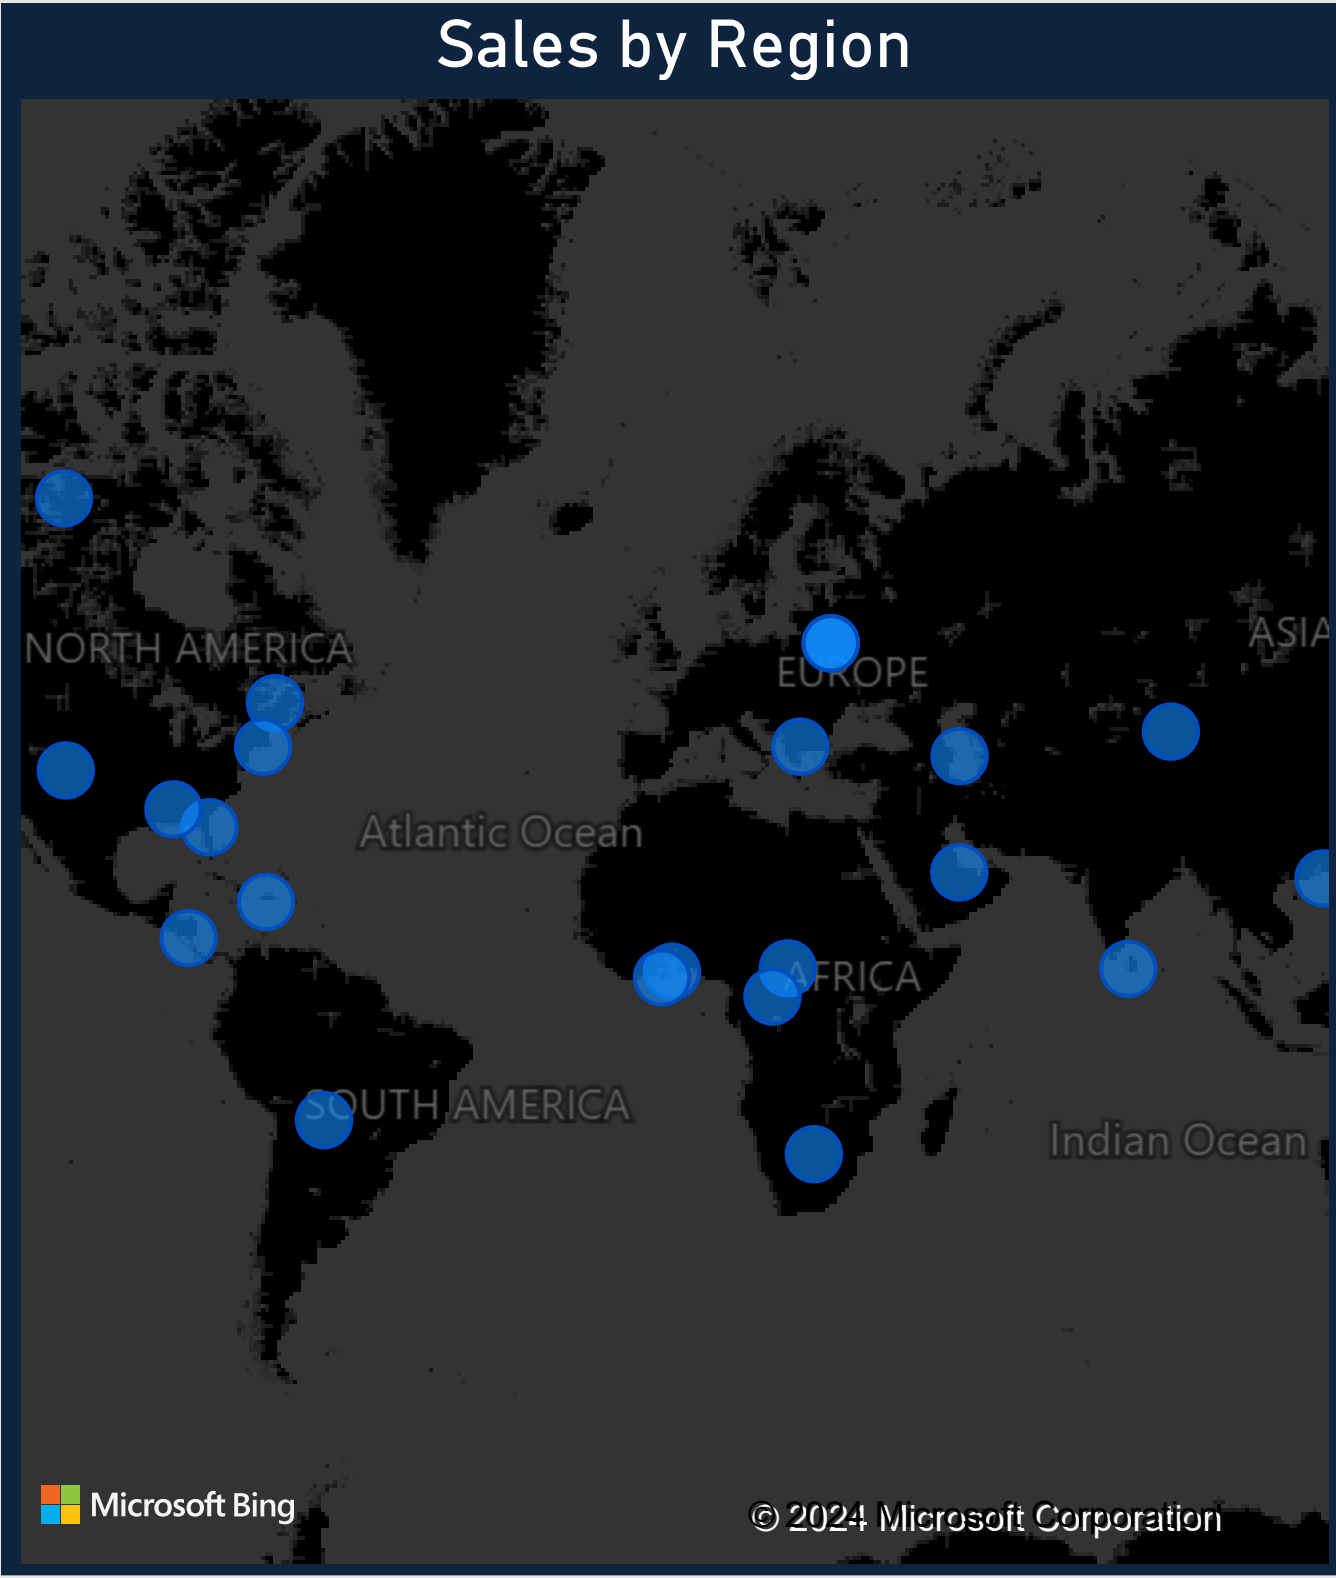 Sales by Region
NORTH AMERICA
ASIA
EUROPE
Atlantic Ocean
AFRICA
SOUTH AMERICA
Indian Ocean
Microsoft Bing
© 2024 Microsoft Corporation